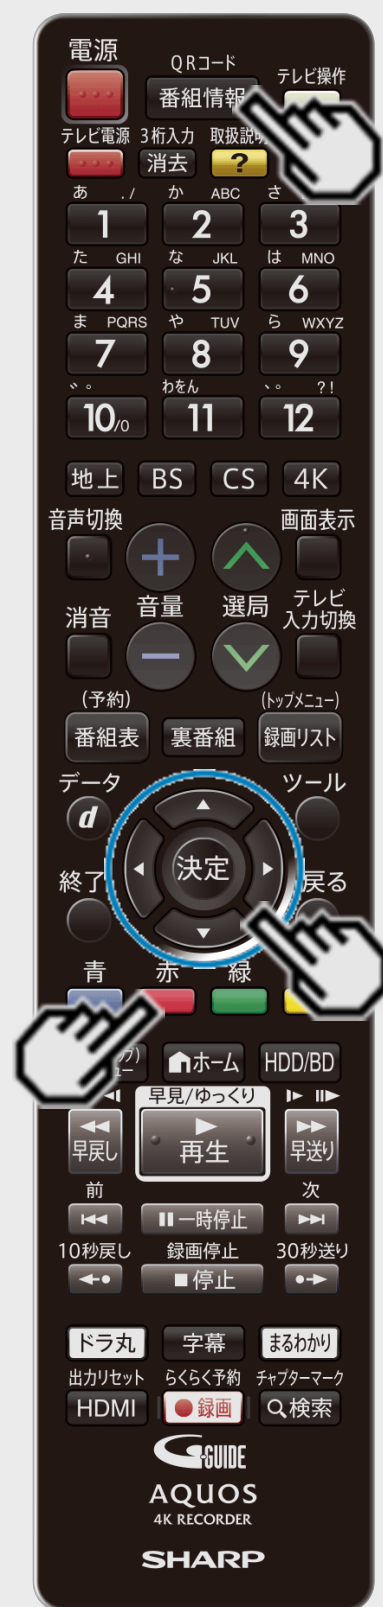 電源
QRコード
番組情報
テレビ操作
テレビ電源 3桁入力 取扱説明
消去 ?
あ ./ か ABC さ
1 2 3
た GHI な JKL は MNO
4 5 6
ま PQRS や TUV ら WXYZ
7 8 9
゛゜ わをん 、。 ?!
10/0 11 12
地上 BS CS 4K
音声切換 画面表示
+
音量 選局
消音 テレビ入力切換
−
(予約) (トップメニュー)
番組表 裏番組 録画リスト
データ ツール
d
決定
終了 戻る
青 赤 緑
ホーム HDD/BD
早見/ゆっくり
早戻し 再生 早送り
前 次
一時停止
10秒戻し 録画停止 30秒送り
停止
ドラ丸 字幕 まるわかり
出力リセット らくらく予約 チャプターマーク
HDMI 録画 検索
G-GUIDE
AQUOS
4K RECORDER
SHARP